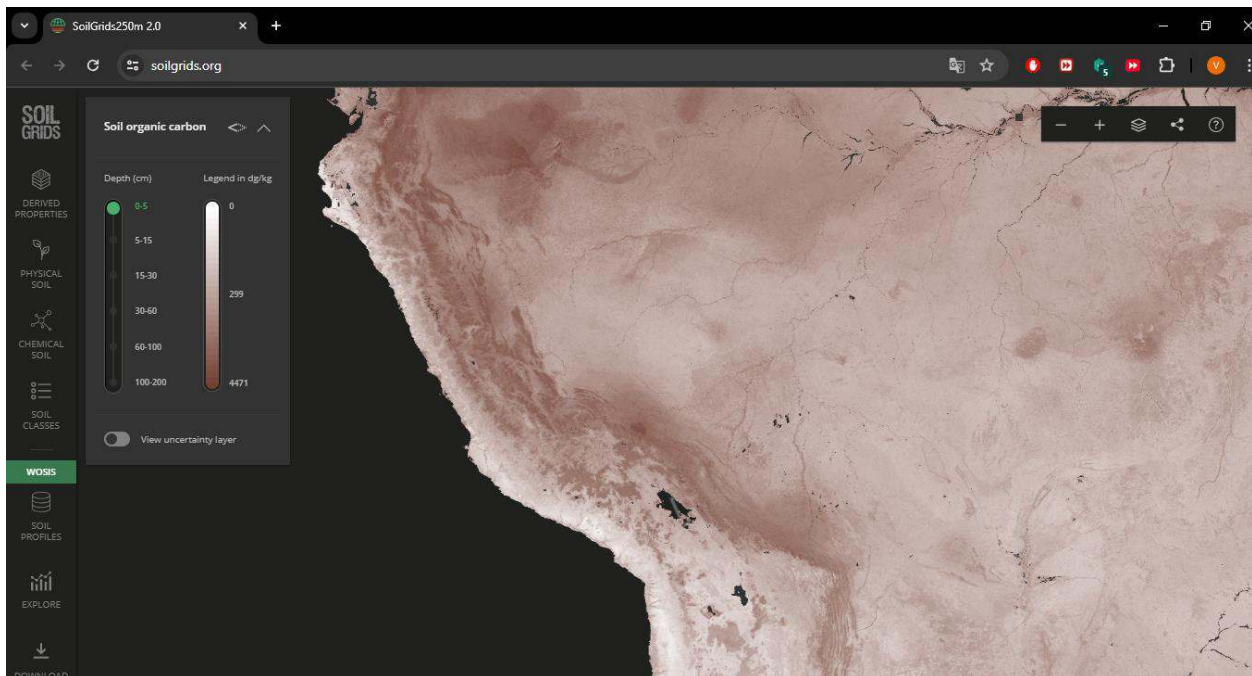 SoilGrids250m 2.0
soilgrids.org
5
V
SOIL
GRIDS
DERIVED
PROPERTIES
PHYSICAL
SOIL
CHEMICAL
SOIL
SOIL
CLASSES
WOSIS
SOIL
PROFILES
EXPLORE
DOWNLOAD
Soil organic carbon
Depth (cm) Legend in dg/kg
0-5 0
5-15
15-30
299
30-60
60-100
100-200 4471
View uncertainty layer